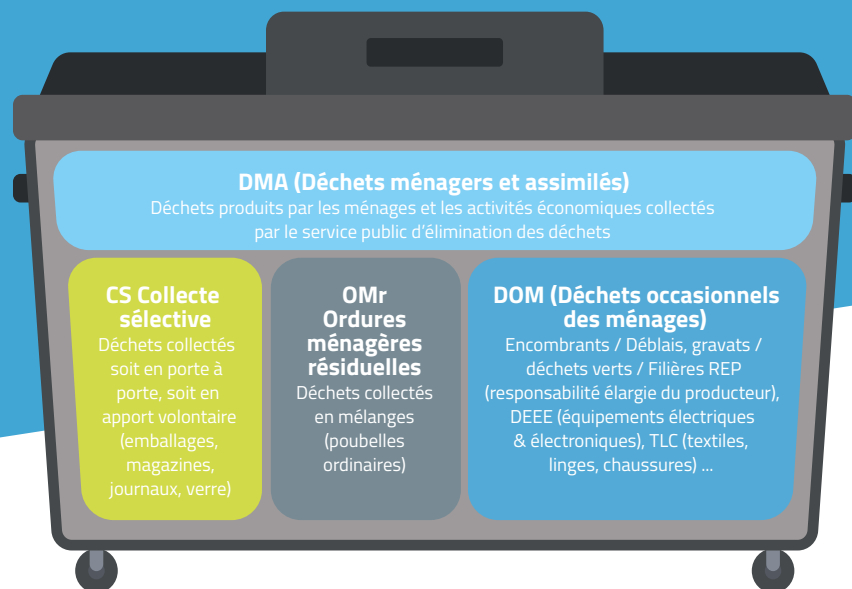 DMA (Déchets ménagers et assimilés)
Déchets produits par les ménages et les activités économiques collectés
par le service public d'élimination des déchets
CS Collecte
sélective
Déchets collectés
soit en porte à
porte, soit en
apport volontaire
(emballages,
magazines,
journaux, verre)
OMr
Ordures
ménagères
résiduelles
Déchets collectés
en mélanges
(poubelles
ordinaires)
DOM (Déchets occasionnels
des ménages)
Encombrants / Déblais, gravats /
déchets verts / Filières REP
(responsabilité élargie du producteur),
DEEE (équipements électriques
& électroniques), TLC (textiles,
linges, chaussures) ...